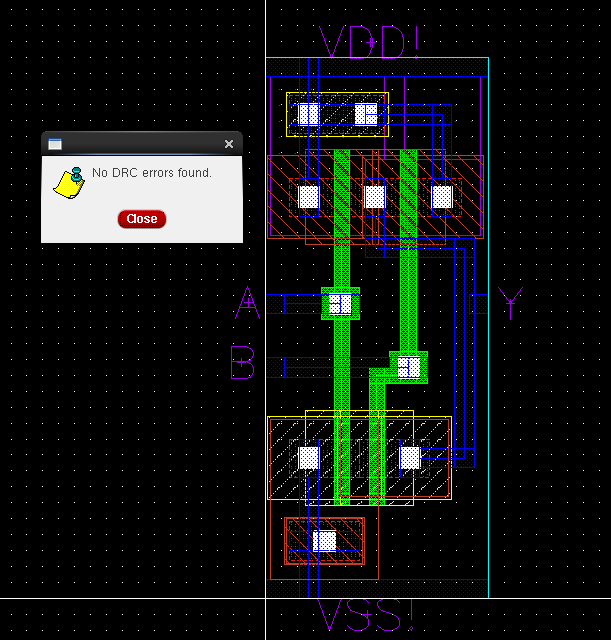 VDD!
No DRC errors found.
Close
A
Y
B
VSS!